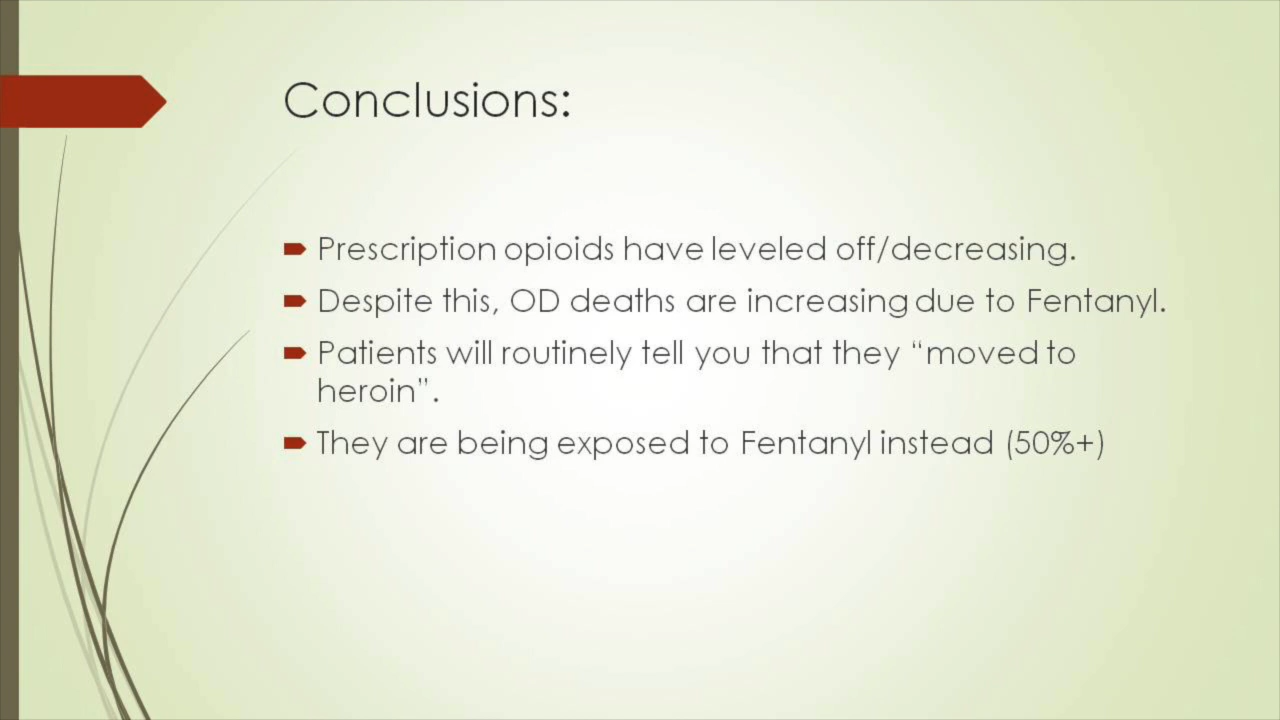 Conclusions:
Prescription opioids have leveled off/decreasing.
Despite this, OD deaths are increasing due to Fentanyl.
Patients will routinely tell you that they “moved to
heroin”.
They are being exposed to Fentanyl instead (50%+)